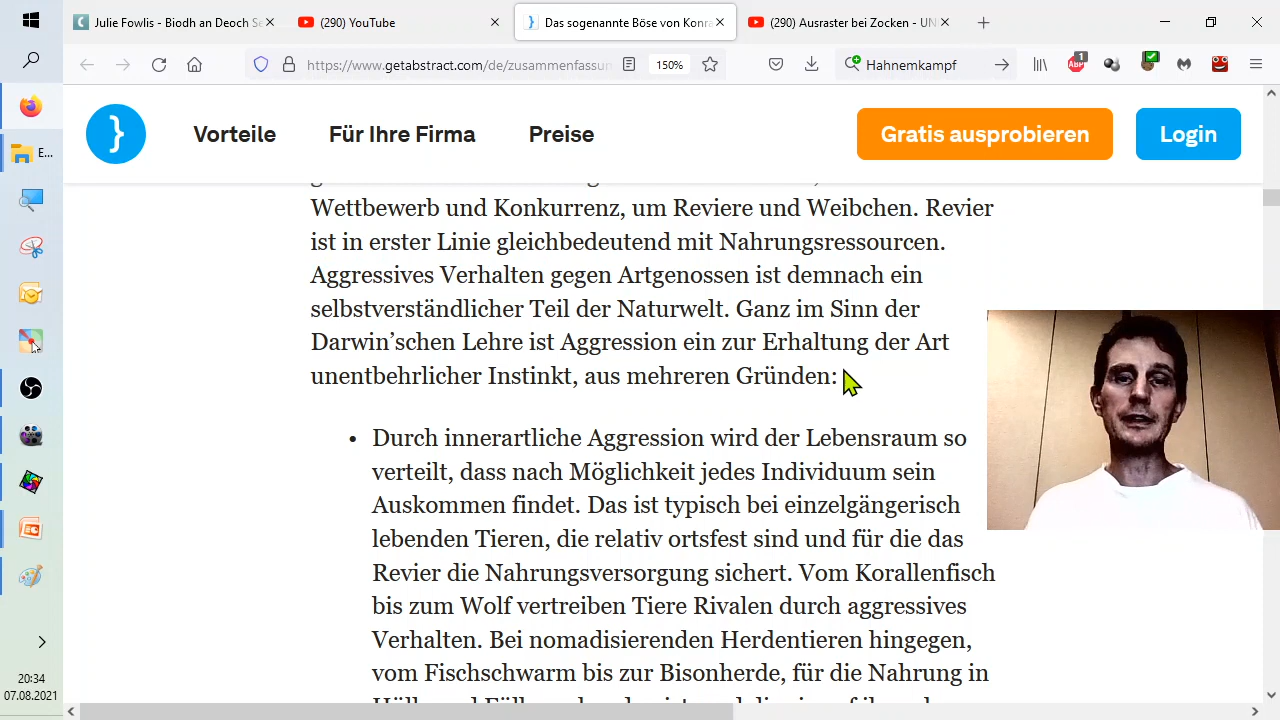 Julie Fowlis - Biodh an Deoch Se
(290) YouTube
Das sogenannte Böse von Konra
(290) Ausraster bei Zocken - UN
https://www.getabstract.com/de/zusammenfassun
150%
Hahnemkampf
ABP
1
}
Vorteile
Für Ihre Firma
Preise
Gratis ausprobieren
Login
Wettbewerb und Konkurrenz, um Reviere und Weibchen. Revier
ist in erster Linie gleichbedeutend mit Nahrungsressourcen.
Aggressives Verhalten gegen Artgenossen ist demnach ein
selbstverständlicher Teil der Naturwelt. Ganz im Sinn der
Darwin’schen Lehre ist Aggression ein zur Erhaltung der Art
unentbehrlicher Instinkt, aus mehreren Gründen:
• Durch innerartliche Aggression wird der Lebensraum so
verteilt, dass nach Möglichkeit jedes Individuum sein
Auskommen findet. Das ist typisch bei einzelgängerisch
lebenden Tieren, die relativ ortsfest sind und für die das
Revier die Nahrungsversorgung sichert. Vom Korallenfisch
bis zum Wolf vertreiben Tiere Rivalen durch aggressives
Verhalten. Bei nomadisierenden Herdentieren hingegen,
vom Fischschwarm bis zur Bisonherde, für die Nahrung in
E...
20:34
07.08.2021